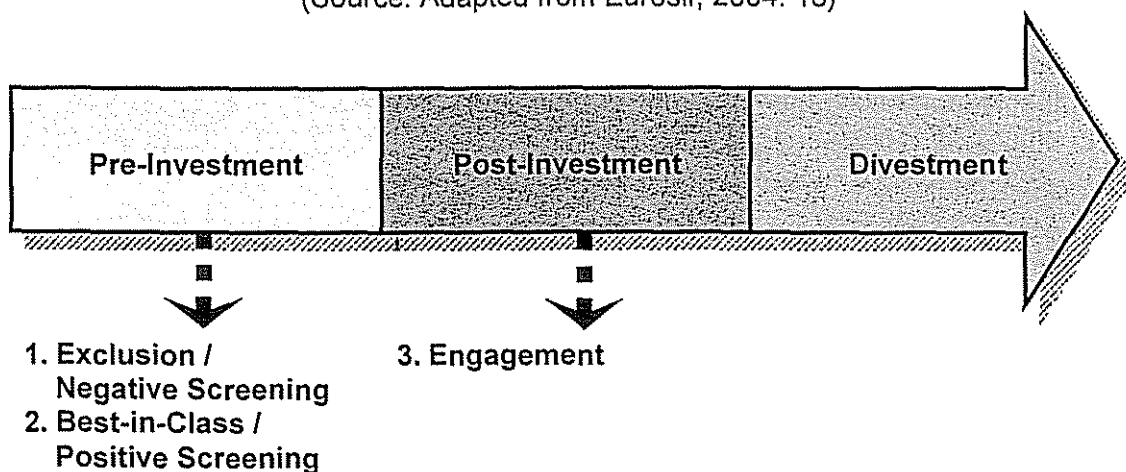 (Source: Adapted from Eurosif, 2004: 18)
Pre-Investment
Post-Investment
Divestment
1. Exclusion /
Negative Screening
2. Best-in-Class /
Positive Screening
3. Engagement